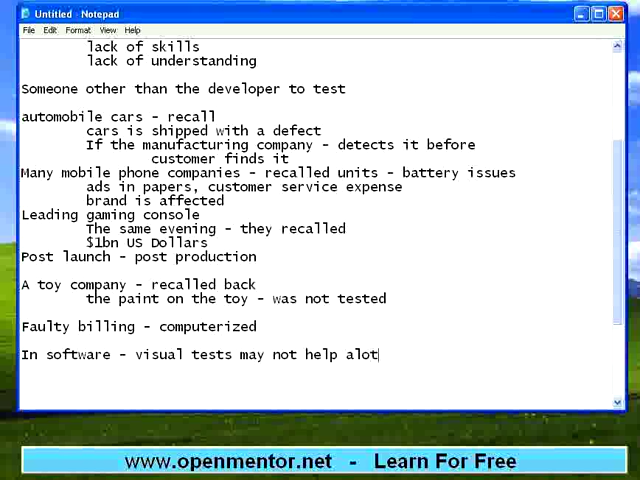 Untitled - Notepad
File Edit Format View Help
lack of skills
lack of understanding
Someone other than the developer to test
automobile cars - recall
cars is shipped with a defect
If the manufacturing company - detects it before
customer finds it
Many mobile phone companies - recalled units - battery issues
ads in papers, customer service expense
brand is affected
Leading gaming console
The same evening - they recalled
$1bn US Dollars
Post launch - post production
A toy company - recalled back
the paint on the toy - was not tested
Faulty billing - computerized
In software - visual tests may not help alot
www.openmentor.net - Learn For Free